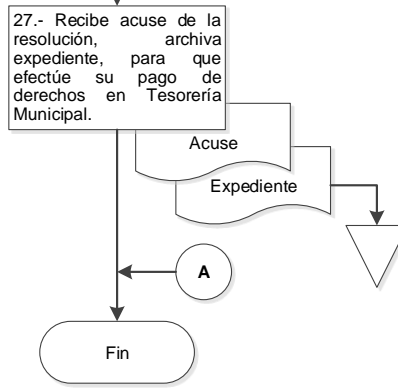 27.- Recibe acuse de la
resolución, archiva
expediente, para que
efectúe su pago de
derechos en Tesorería
Municipal.
Acuse
Expediente
A
Fin